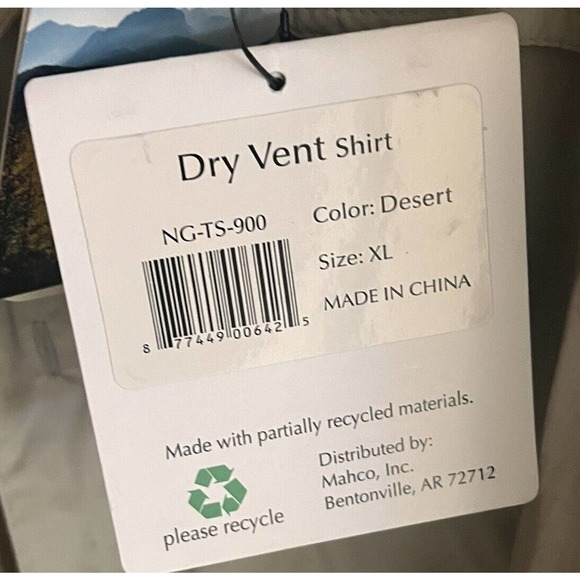 Dry Vent Shirt
NG-TS-900
Color: Desert
Size: XL
MADE IN CHINA
8 77449 00642 5
Made with partially recycled materials.
please recycle
Distributed by:
Mahco, Inc.
Bentonville, AR 72712